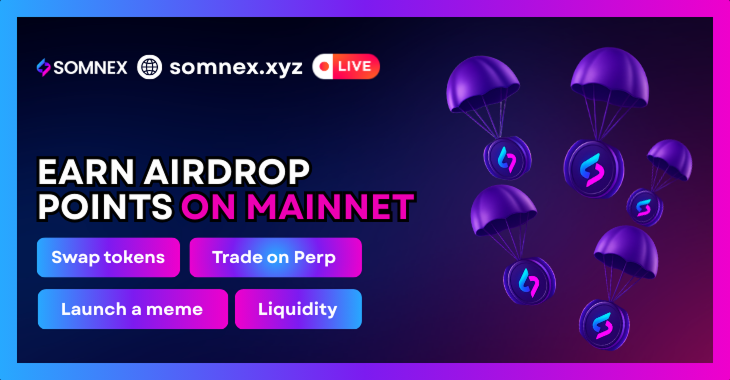 SOMNEX somnex.xyz LIVE
EARN AIRDROP
POINTS ON MAINNET
Swap tokens Trade on Perp
Launch a meme Liquidity